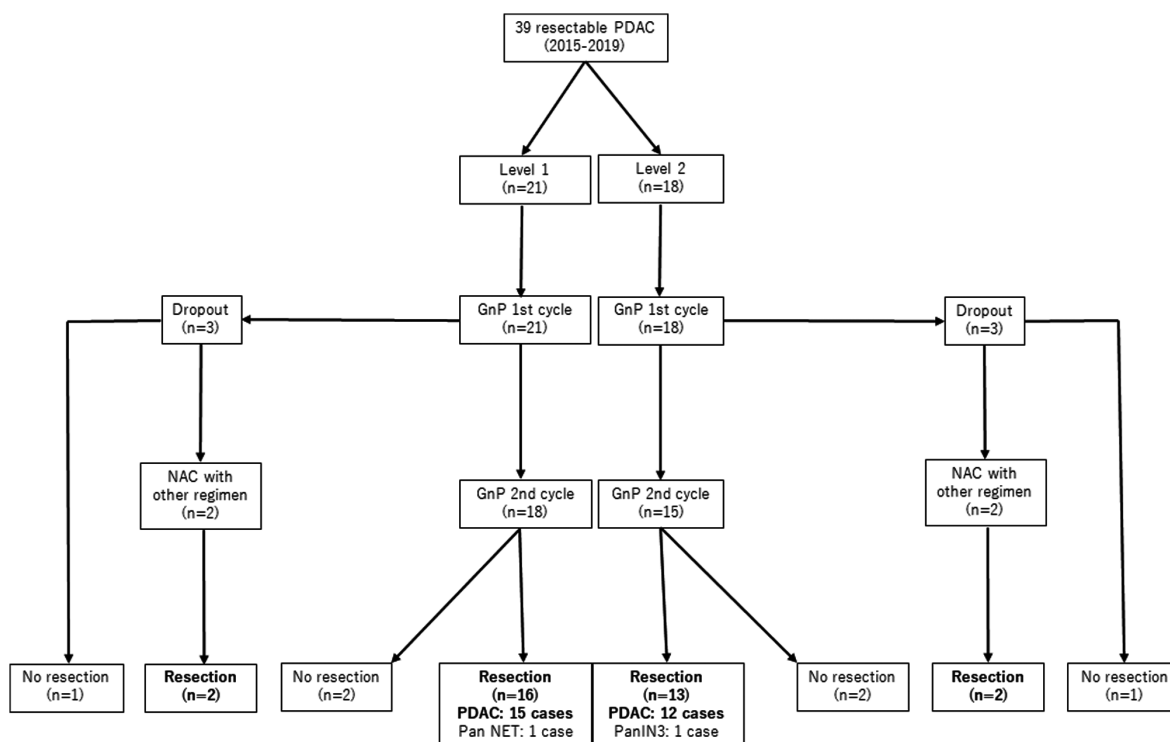 39 resectable PDAC
(2015-2019)
Level 1
(n=21)
Level 2
(n=18)
Dropout
(n=3)
GnP 1st cycle
(n=21)
GnP 1st cycle
(n=18)
Dropout
(n=3)
NAC with
other regimen
(n=2)
GnP 2nd cycle
(n=18)
GnP 2nd cycle
(n=15)
NAC with
other regimen
(n=2)
No resection
(n=1)
Resection
(n=2)
No resection
(n=2)
Resection
(n=16)
PDAC: 15 cases
Pan NET: 1 case
Resection
(n=13)
PDAC: 12 cases
PanIN3: 1 case
No resection
(n=2)
Resection
(n=2)
No resection
(n=1)